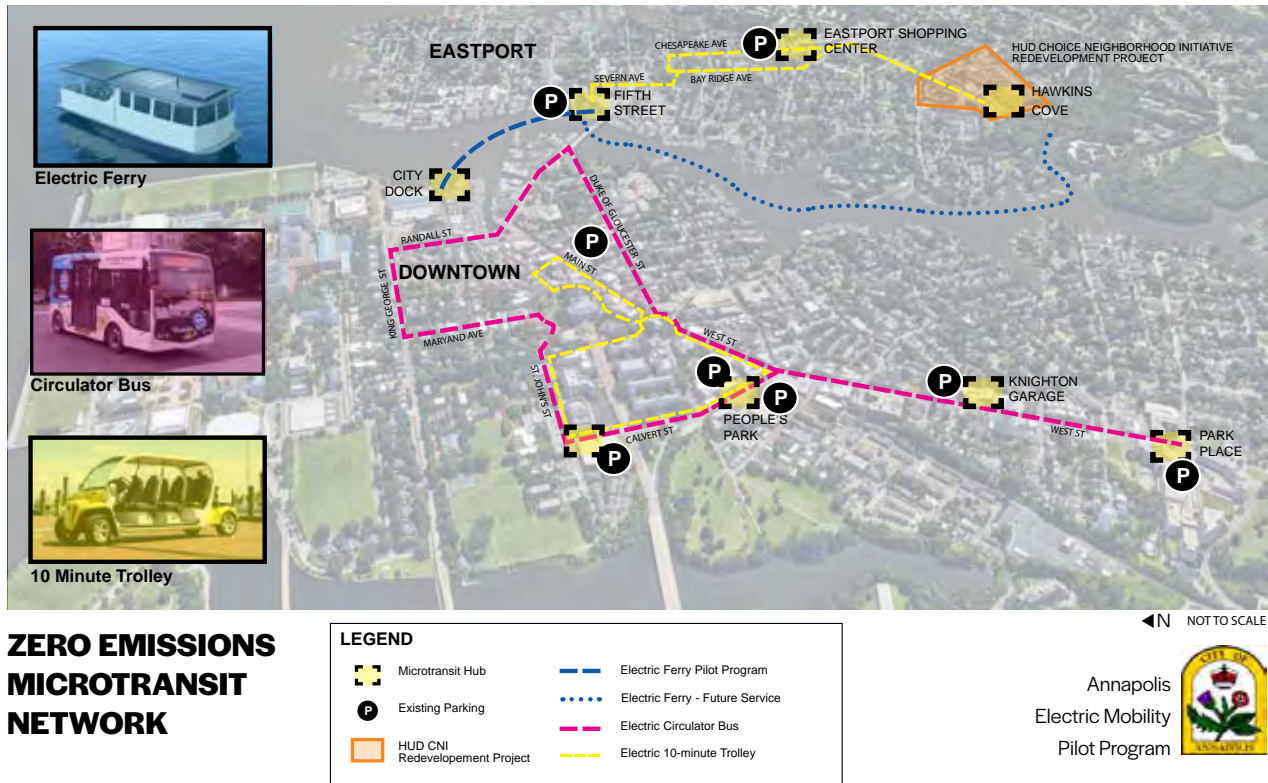 EASTPORT
CHESAPEAKE AVE
P
EASTPORT SHOPPING
CENTER
HUD CHOICE NEIGHBORHOOD INITIATIVE
REDEVELOPMENT PROJECT
SEVERN AVE
BAY RIDGE AVE
P
FIFTH
STREET
HAWKINS
COVE
Electric Ferry
CITY
DOCK
DUKE OF GLOUCESTER ST
RANDALL ST
P
MAIN ST
DOWNTOWN
KING GEORGE ST
MARYAND AVE
WEST ST
Circulator Bus
ST. JOHN'S ST
P
P
PEOPLE'S
PARK
P
KNIGHTON
GARAGE
CALVERT ST
P
WEST ST
PARK
PLACE
P
10 Minute Trolley
N NOT TO SCALE
ZERO EMISSIONS
MICROTRANSIT
NETWORK
LEGEND
Microtransit Hub
P
Existing Parking
HUD CNI
Redevelopement Project
Electric Ferry Pilot Program
Electric Ferry - Future Service
Electric Circulator Bus
Electric 10-minute Trolley
Annapolis
Electric Mobility
Pilot Program
CITY OF
ANNAPOLIS